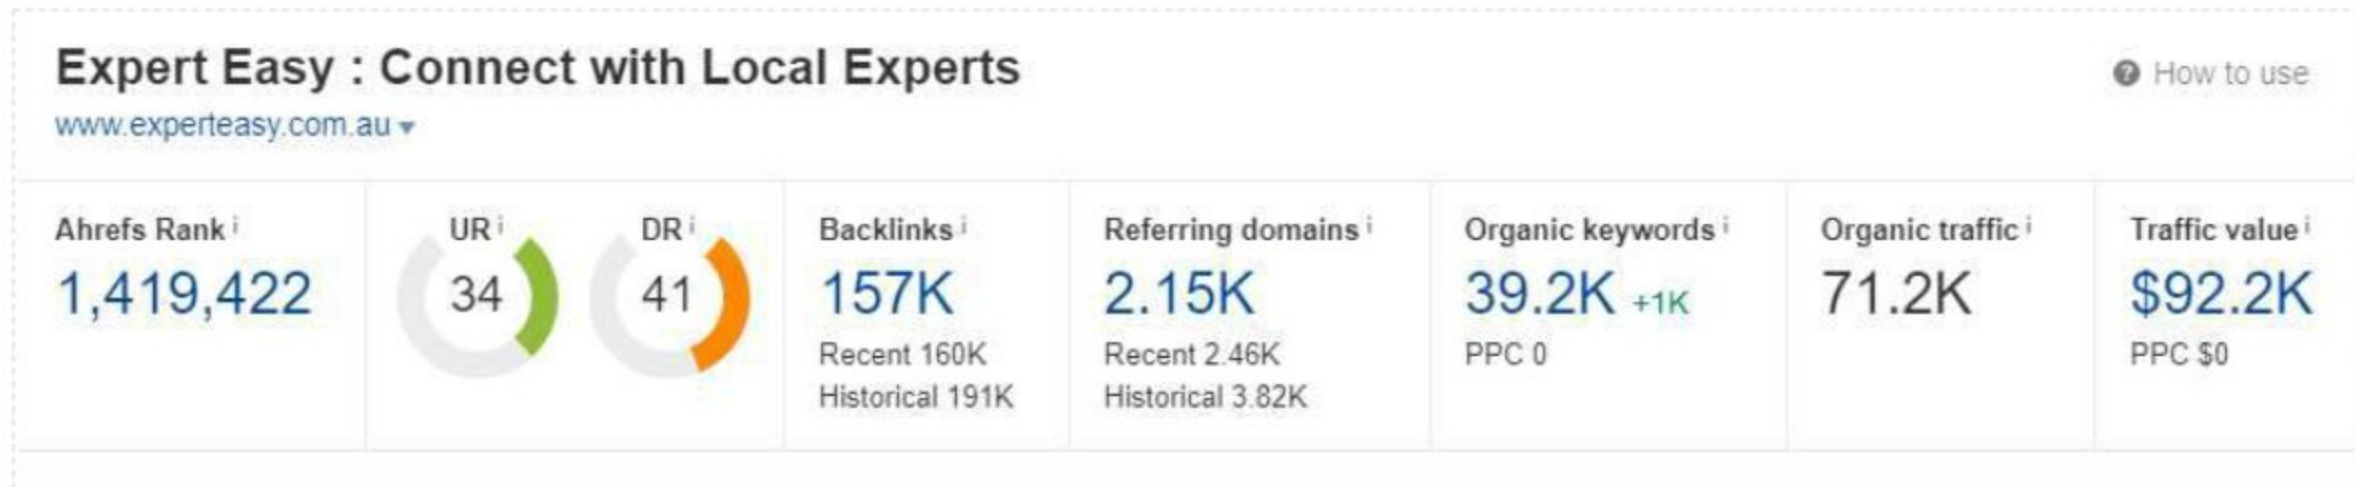 Expert Easy : Connect with Local Experts
? How to use
www.experteasy.com.au
Ahrefs Rank i
1,419,422
UR i
34
DR i
41
Backlinks i
157K
Recent 160K
Historical 191K
Referring domains i
2.15K
Recent 2.46K
Historical 3.82K
Organic keywords i
39.2K +1K
PPC 0
Organic traffic i
71.2K
Traffic value i
$92.2K
PPC $0